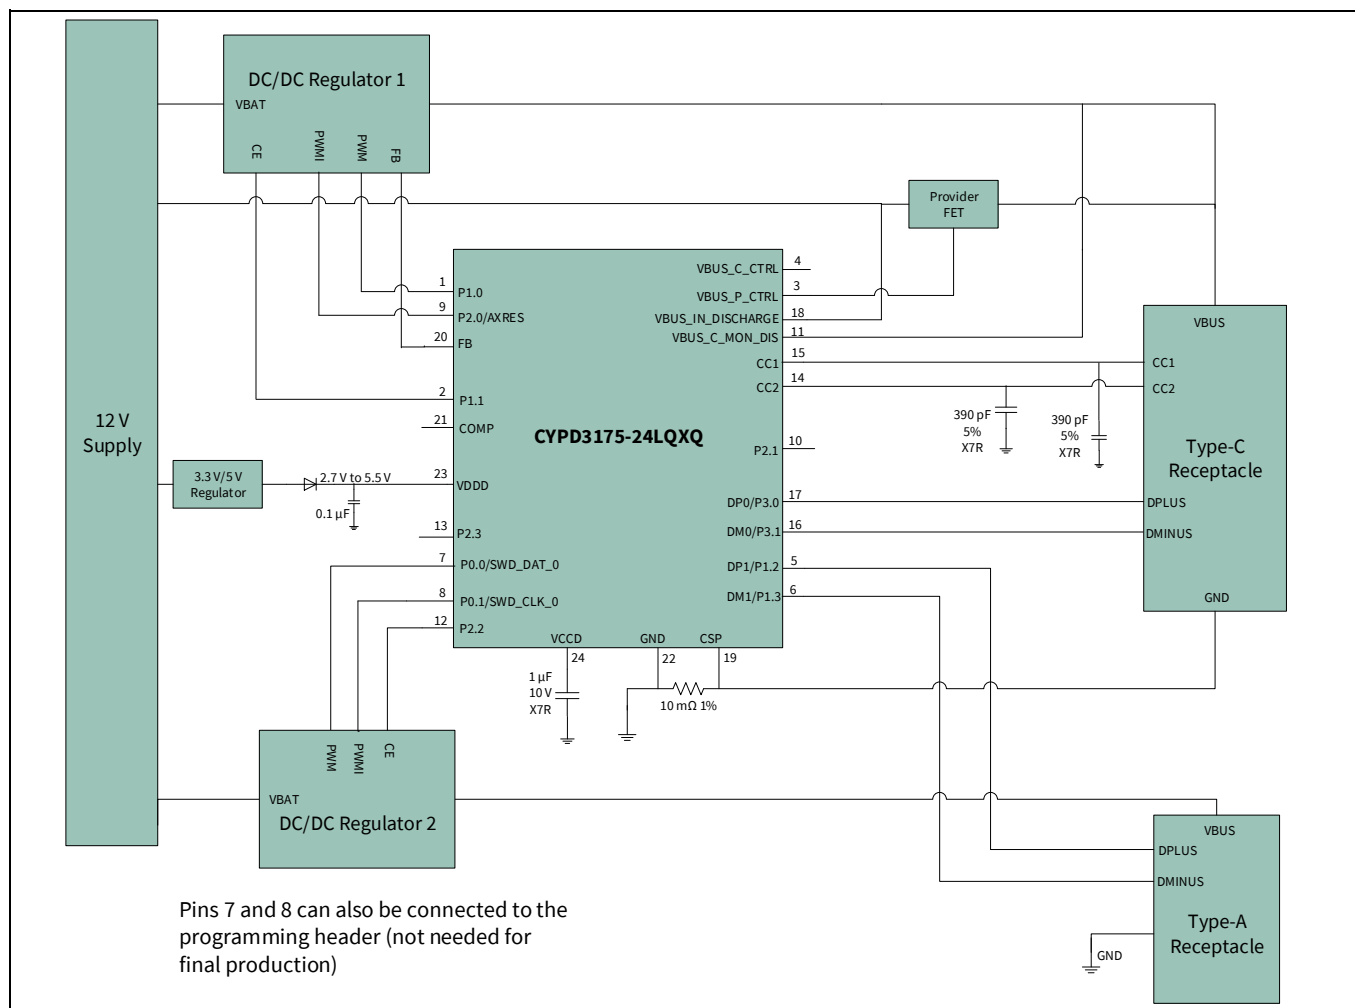 DC/DC Regulator 1
VBAT
CE
PWMI
PWM
FB
Provider
FET
12 V
Supply
CYPD3175-24LQXQ
1
P1.0
9
P2.0/AXRES
20
FB
2
P1.1
21
COMP
23
VDDD
13
P2.3
7
P0.0/SWD_DAT_0
8
P0.1/SWD_CLK_0
12
P2.2
VBUS_C_CTRL
4
VBUS_P_CTRL
3
VBUS_IN_DISCHARGE
18
VBUS_C_MON_DIS
11
CC1
15
CC2
14
P2.1
10
DP0/P3.0
17
DM0/P3.1
16
DP1/P1.2
5
DM1/P1.3
6
VCCD
GND
CSP
24
22
19
3.3 V/5 V
Regulator
2.7 V to 5.5 V
0.1 µF
1 µF
10 V
X7R
10 mΩ 1%
390 pF
5%
X7R
390 pF
5%
X7R
VBUS
CC1
CC2
Type-C
Receptacle
DPLUS
DMINUS
GND
PWM
PWMI
CE
VBAT
DC/DC Regulator 2
VBUS
DPLUS
DMINUS
Type-A
Receptacle
GND
Pins 7 and 8 can also be connected to the
programming header (not needed for
final production)